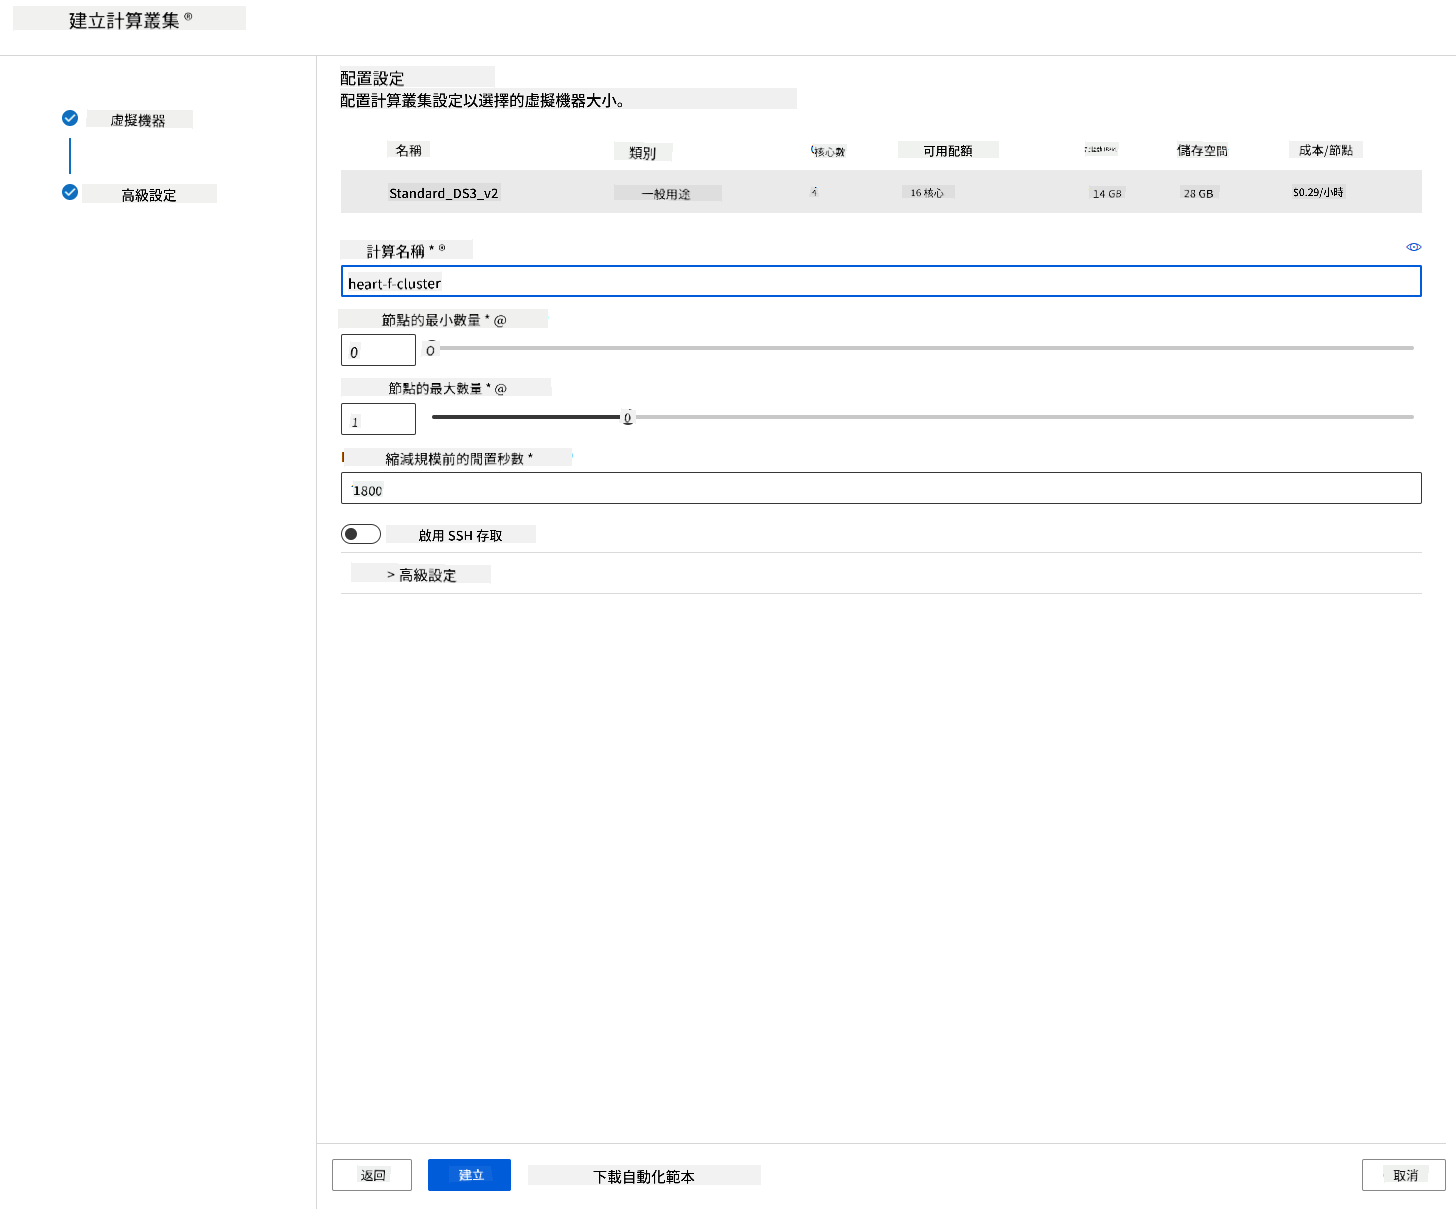 建立計算叢集 ®
虛擬機器
高級設定
配置設定
配置計算叢集設定以選擇的虛擬機器大小。
名稱 類別 核心數 可用配額 儲存空間 成本/節點
Standard_DS3_v2 一般用途 4 16 核心 14 GB 28 GB $0.29/小時
計算名稱 * ®
heart-f-cluster
節點的最小數量 * @
0
節點的最大數量 * @
1
縮減規模前的閒置秒數 *
1800
啟用 SSH 存取
> 高級設定
返回 建立 下載自動化範本 取消